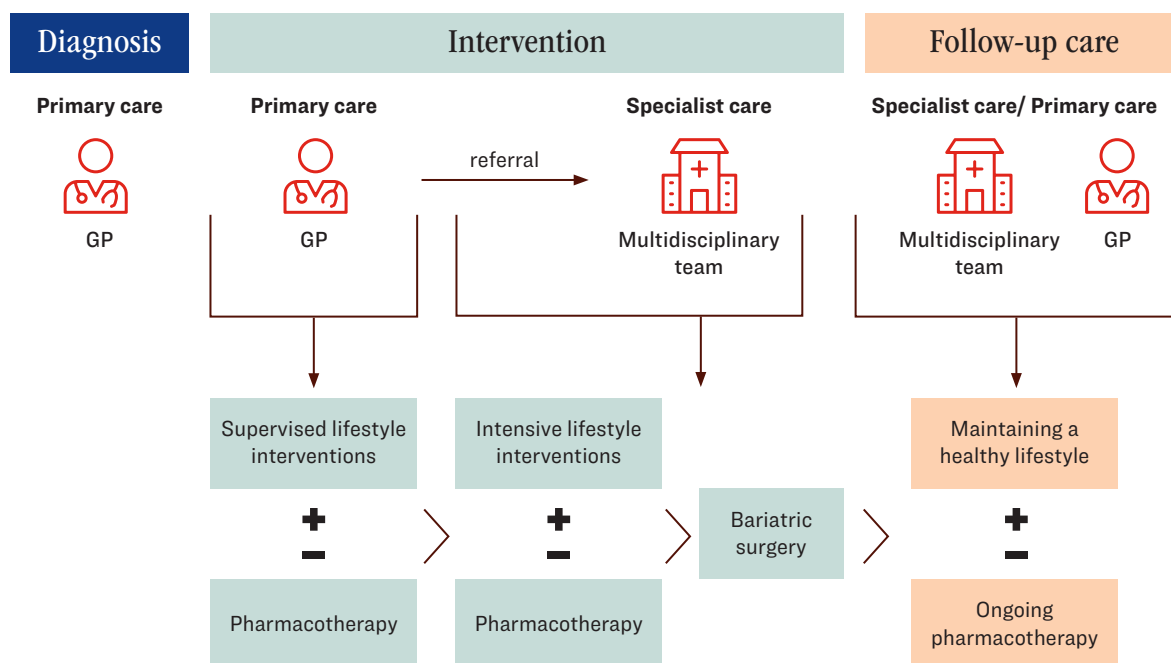 Diagnosis
Intervention
Follow-up care
Primary care
Primary care
Specialist care
Specialist care/ Primary care
referral
GP
GP
Multidisciplinary
team
Multidisciplinary
team
GP
Supervised lifestyle
interventions
Intensive lifestyle
interventions
Maintaining a
healthy lifestyle
+
−
+
−
Bariatric
surgery
+
−
Pharmacotherapy
Pharmacotherapy
Ongoing
pharmacotherapy